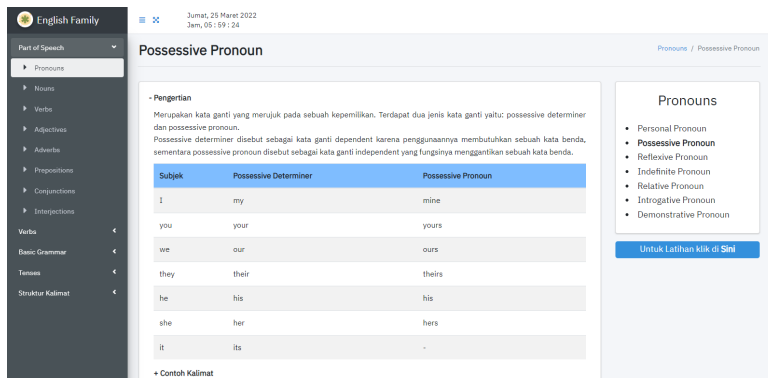 English Family
Jumat, 25 Maret 2022
Jam, 05 : 59 : 24
Part of Speech
Pronouns
Nouns
Verbs
Adjectives
Adverbs
Prepositions
Conjunctions
Interjections
Verbs
Basic Grammar
Tenses
Struktur Kalimat
Possessive Pronoun
Pronouns / Possessive Pronoun
- Pengertian
Merupakan kata ganti yang merujuk pada sebuah kepemilikan. Terdapat dua jenis kata ganti yaitu: possessive determiner
dan possessive pronoun.
Possessive determiner disebut sebagai kata ganti dependent karena penggunaannya membutuhkan sebuah kata benda,
sementara possessive pronoun disebut sebagai kata ganti independent yang fungsinya menggantikan sebuah kata benda.
Subjek Possessive Determiner Possessive Pronoun
I my mine
you your yours
we our ours
they their theirs
he his his
she her hers
it its -
+ Contoh Kalimat
Pronouns
Personal Pronoun
Possessive Pronoun
Reflexive Pronoun
Indefinite Pronoun
Relative Pronoun
Introgative Pronoun
Demonstrative Pronoun
Untuk Latihan klik di Sini